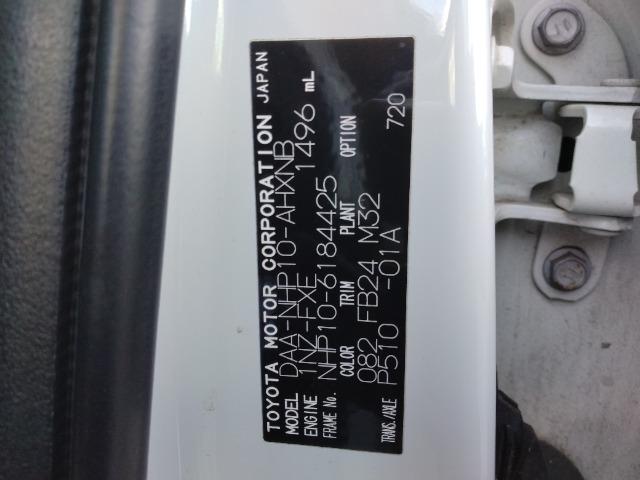 TOYOTA MOTOR CORPORATION JAPAN
MODEL DAA-NHP10-AHXNB
ENGINE 1NZ-FXE 1496 mL
FRAME No. NHP10-6184425
COLOR TRIM PLANT OPTION
082 FB24 M32 720
TRANS./AXLE P510 -01A